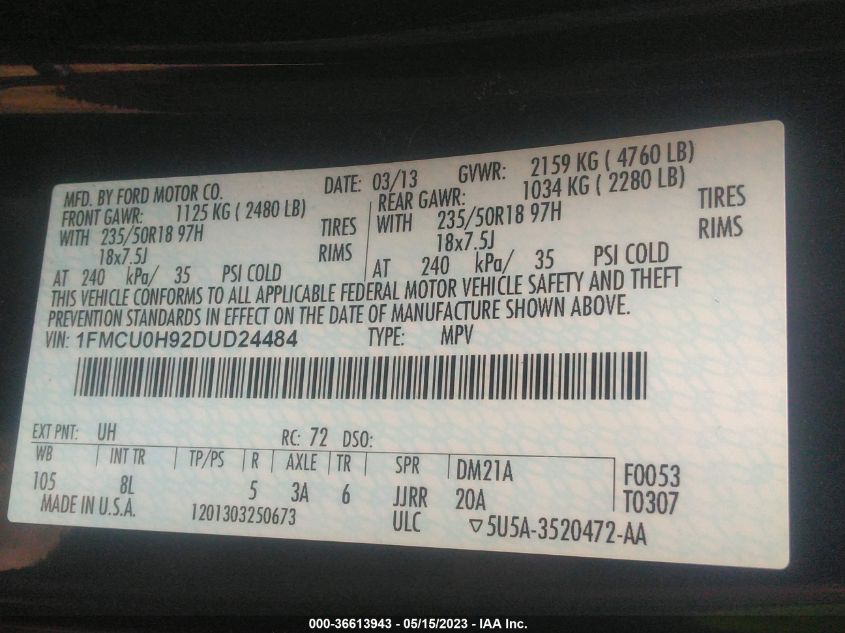 MFD. BY FORD MOTOR CO. DATE: 03/13 GVWR: 2159 KG ( 4760 LB)
FRONT GAWR: 1125 KG ( 2480 LB) REAR GAWR: 1034 KG ( 2280 LB)
WITH 235/50R18 97H TIRES WITH 235/50R18 97H TIRES
18x7.5J RIMS 18x7.5J RIMS
AT 240 kPa/ 35 PSI COLD AT 240 kPa/ 35 PSI COLD
THIS VEHICLE CONFORMS TO ALL APPLICABLE FEDERAL MOTOR VEHICLE SAFETY AND THEFT
PREVENTION STANDARDS IN EFFECT ON THE DATE OF MANUFACTURE SHOWN ABOVE.
VIN: 1FMCU0H92DUD24484 TYPE: MPV
EXT PNT: UH RC: 72 DSO:
WB INT TR TP/PS R AXLE TR SPR DM21A F0053
105 8L 5 3A 6 JJRR 20A T0307
MADE IN U.S.A. 1201303250673 ULC ▽5U5A-3520472-AA
000-36613943 - 05/15/2023 - IAA Inc.